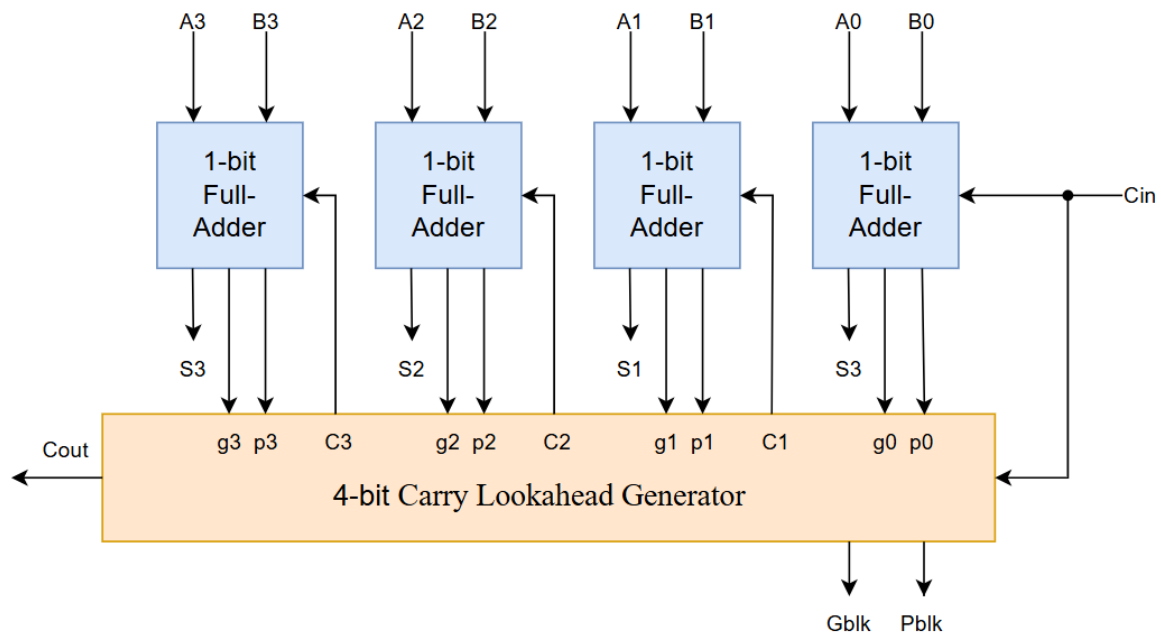 A3 B3 A2 B2 A1 B1 A0 B0
1-bit
Full-
Adder
1-bit
Full-
Adder
1-bit
Full-
Adder
1-bit
Full-
Adder
Cin
S3 S2 S1 S3
g3 p3 C3 g2 p2 C2 g1 p1 C1 g0 p0
Cout
4-bit Carry Lookahead Generator
Gblk Pblk